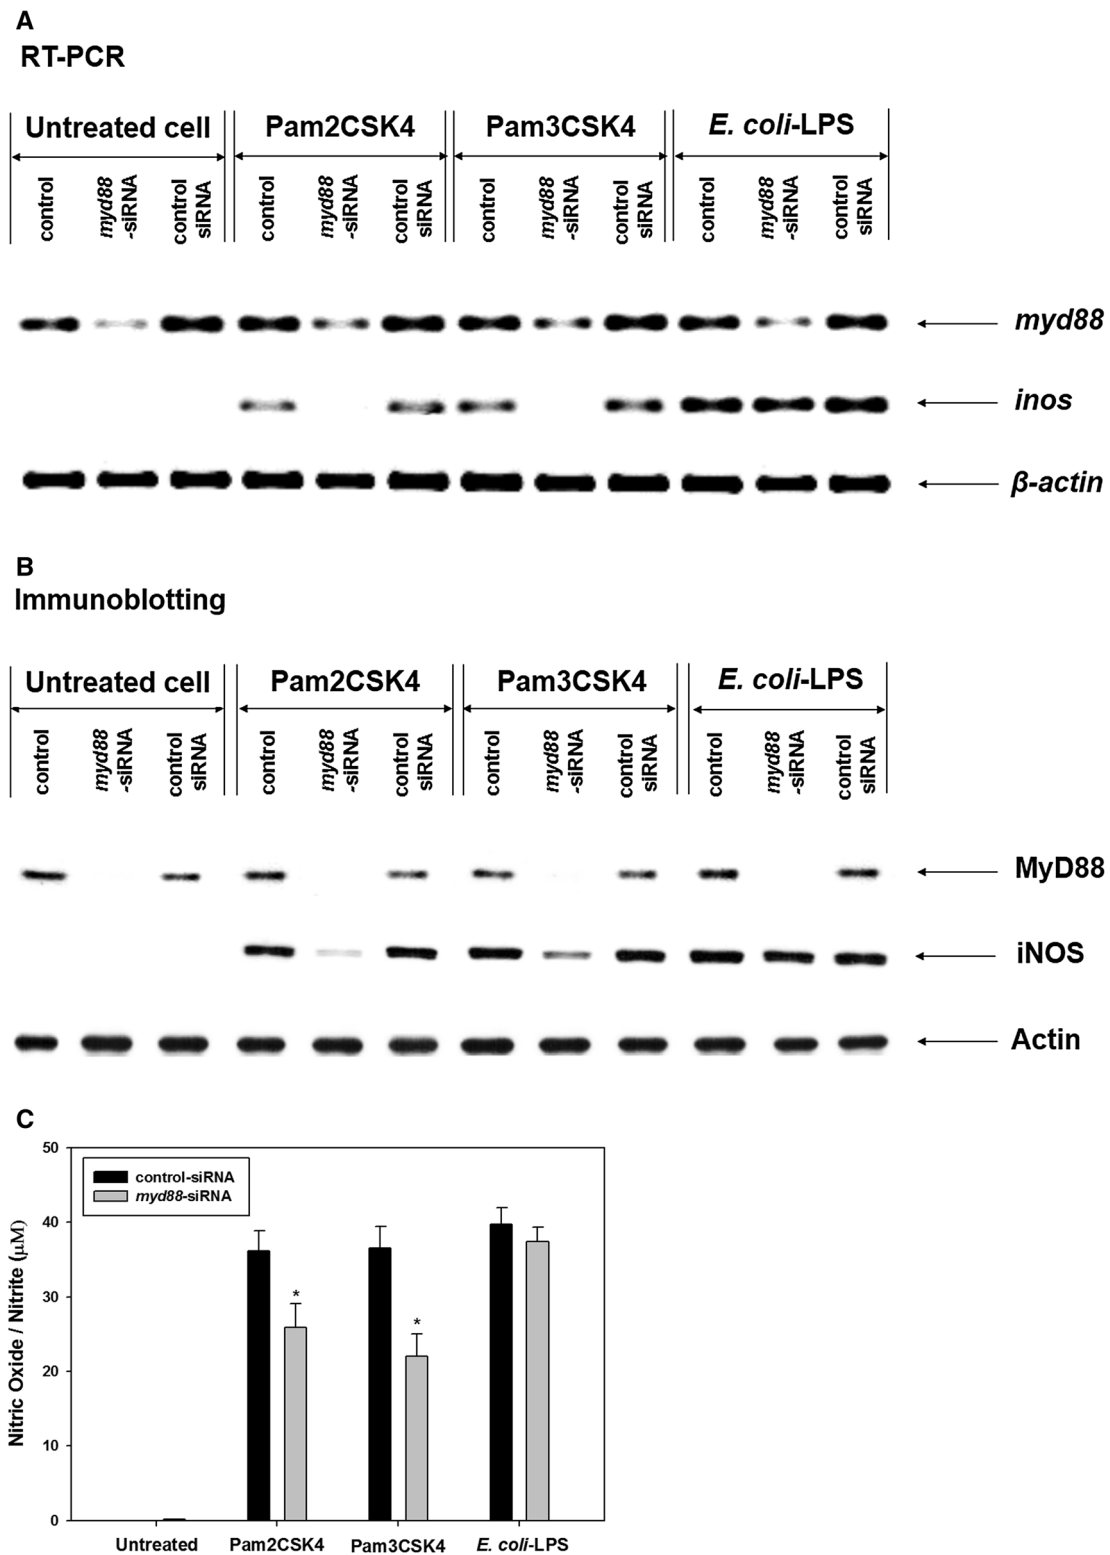 A
RT-PCR
Untreated cell Pam2CSK4 Pam3CSK4 E. coli-LPS
control myd88 -siRNA control siRNA control myd88 -siRNA control siRNA control myd88 -siRNA control siRNA control myd88 -siRNA control siRNA
myd88
inos
β-actin
B
Immunoblotting
Untreated cell Pam2CSK4 Pam3CSK4 E. coli-LPS
control myd88 -siRNA control siRNA control myd88 -siRNA control siRNA control myd88 -siRNA control siRNA control myd88 -siRNA control siRNA
MyD88
iNOS
Actin
C
Nitric Oxide / Nitrite (μM)
50
40
30
20
10
0
control-siRNA
myd88-siRNA
*
*
Untreated Pam2CSK4 Pam3CSK4 E. coli-LPS